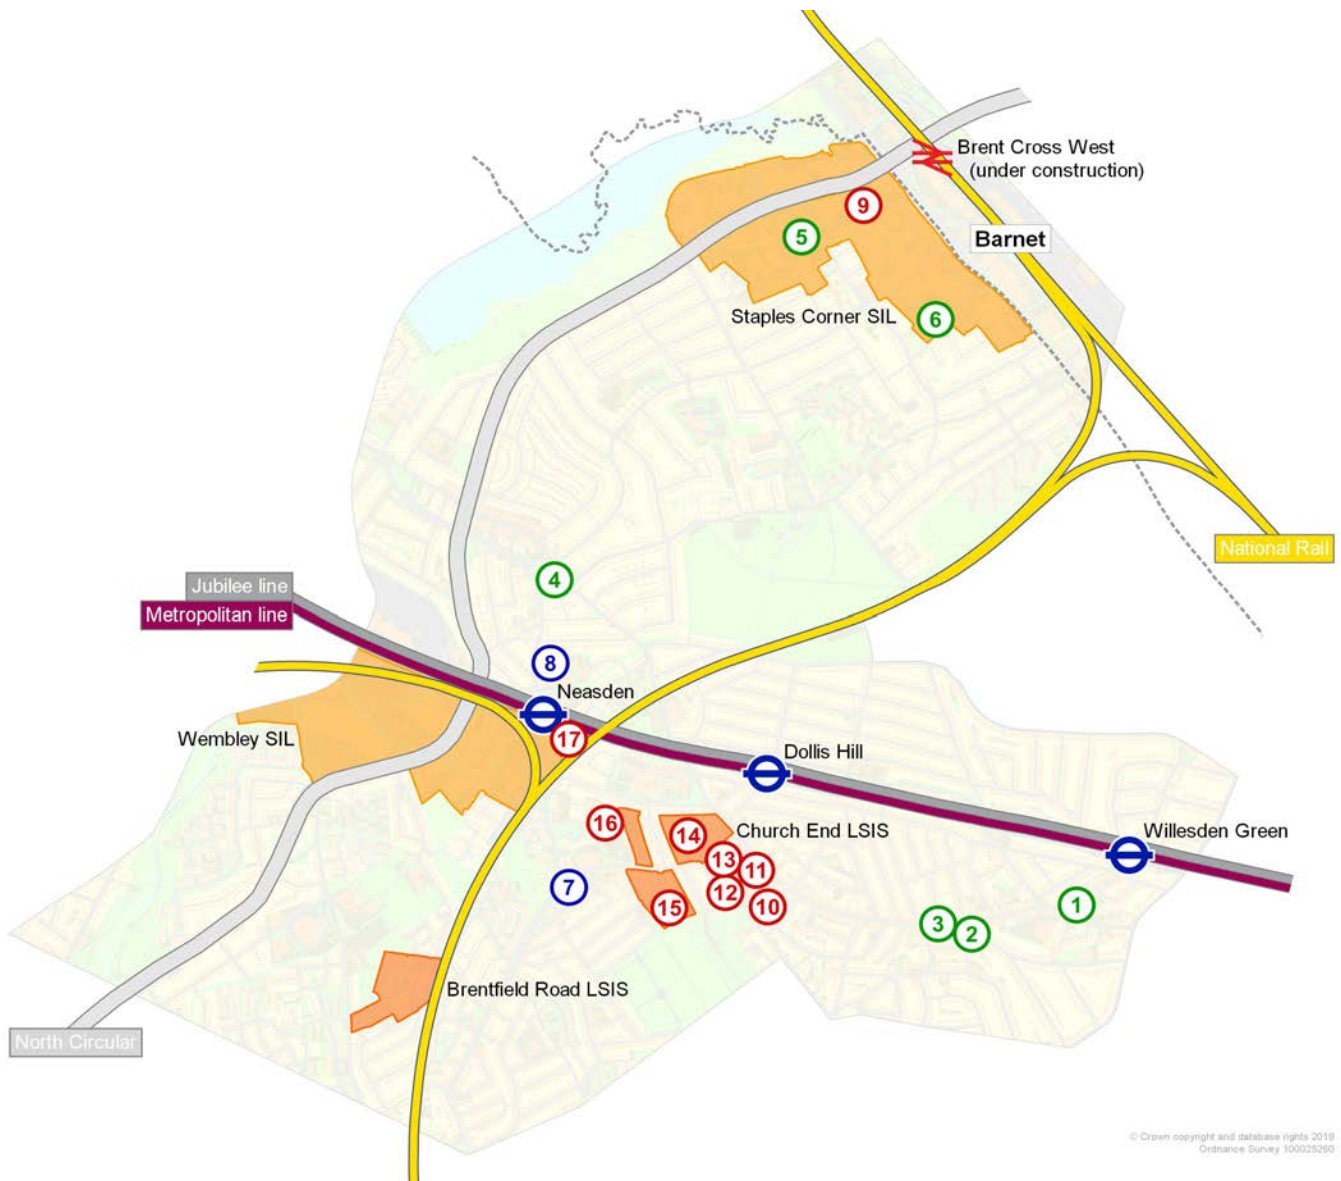 Brent Cross West
(under construction)
9
5
Barnet
Staples Corner SIL
6
National Rail
4
Jubilee line
Metropolitan line
8
Neasden
Wembley SIL
17
Dollis Hill
16
14
Church End LSIS
Willesden Green
13
11
7
12
15
10
1
3
2
Brentfield Road LSIS
North Circular
© Crown copyright and database rights 2019
Ordnance Survey 100025260